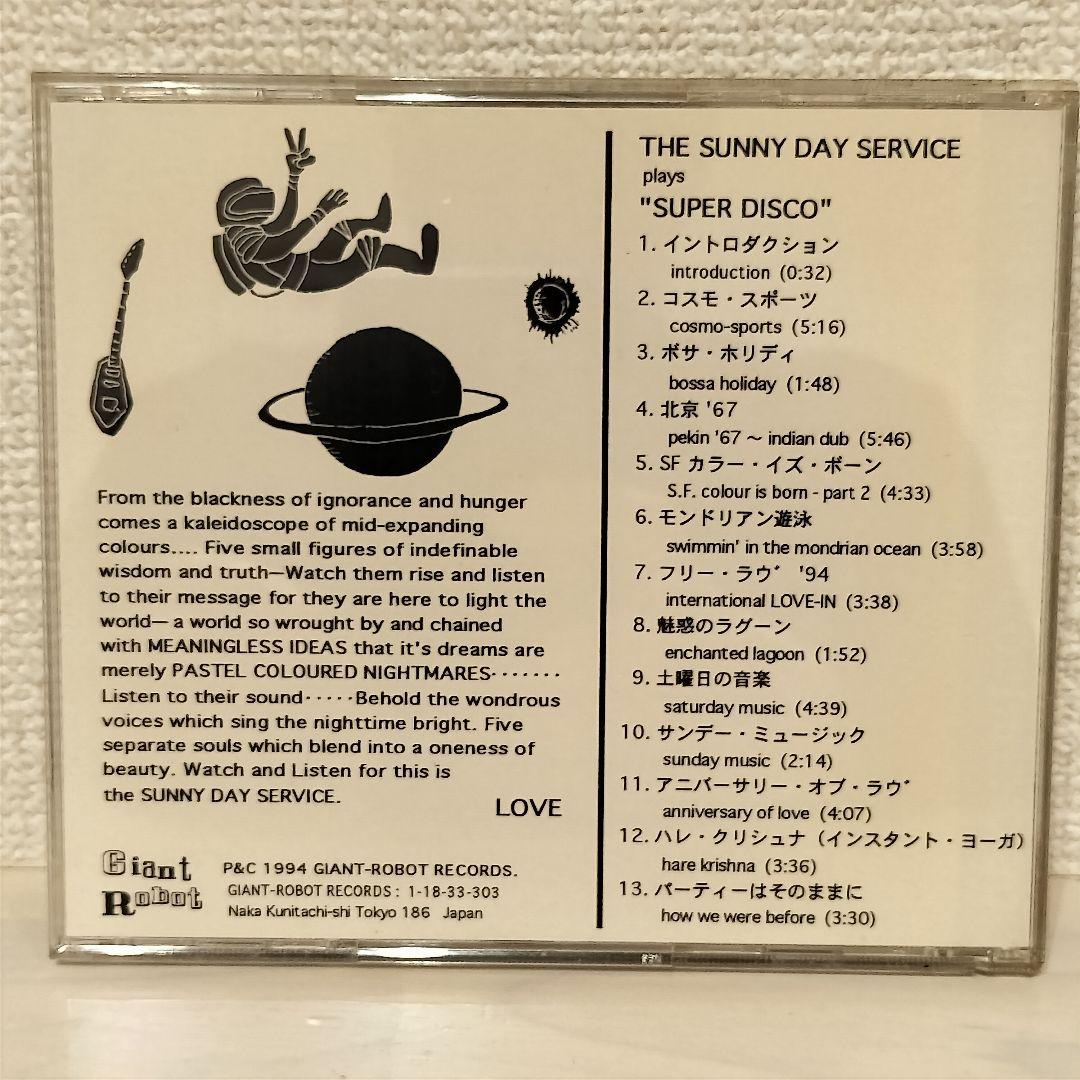 From the blackness of ignorance and hunger
comes a kaleidoscope of mid-expanding
colours.... Five small figures of indefinable
wisdom and truth—Watch them rise and listen
to their message for they are here to light the
world— a world so wrought by and chained
with MEANINGLESS IDEAS that it's dreams are
merely PASTEL COLOURED NIGHTMARES·······
Listen to their sound·····Behold the wondrous
voices which sing the nighttime bright. Five
separate souls which blend into a oneness of
beauty. Watch and Listen for this is
the SUNNY DAY SERVICE.
LOVE
Giant
Robot
P&C 1994 GIANT-ROBOT RECORDS.
GIANT-ROBOT RECORDS : 1-18-33-303
Naka Kunitachi-shi Tokyo 186 Japan
THE SUNNY DAY SERVICE
plays
"SUPER DISCO"
1. イントロダクション
introduction (0:32)
2. コスモ・スポーツ
cosmo-sports (5:16)
3. ボサ・ホリディ
bossa holiday (1:48)
4. 北京 '67
pekin '67 ～ indian dub (5:46)
5. SF カラー・イズ・ボーン
S.F. colour is born - part 2 (4:33)
6. モンドリアン遊泳
swimmin' in the mondrian ocean (3:58)
7. フリー・ラヴ '94
international LOVE-IN (3:38)
8. 魅惑のラグーン
enchanted lagoon (1:52)
9. 土曜日の音楽
saturday music (4:39)
10. サンデー・ミュージック
sunday music (2:14)
11. アニバーサリー・オブ・ラヴ
anniversary of love (4:07)
12. ハレ・クリシュナ（インスタント・ヨーガ）
hare krishna (3:36)
13. パーティーはそのままに
how we were before (3:30)